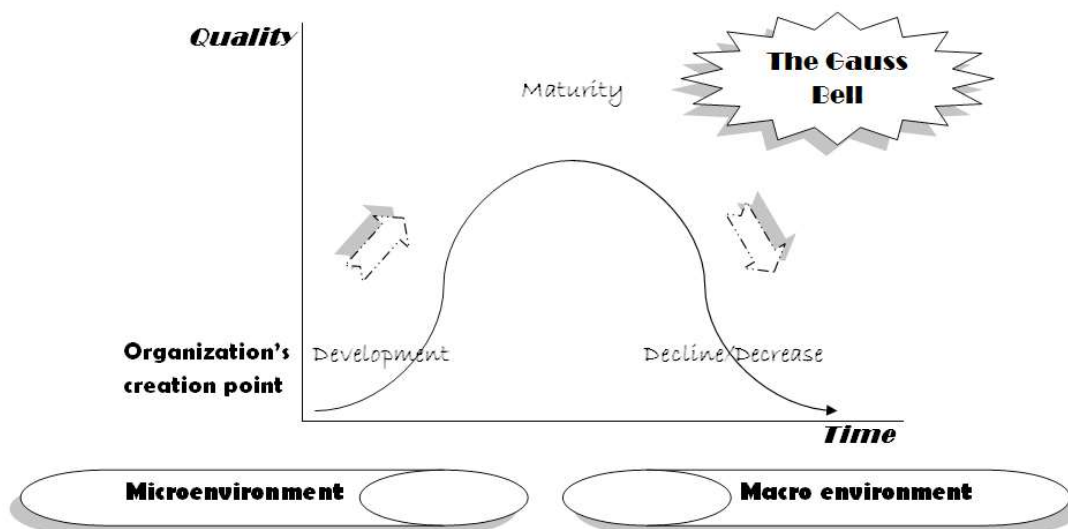 Quality
The Gauss
Bell
Maturity
Organization's
creation point
Development
Decline/Decrease
Time
Microenvironment
Macro environment